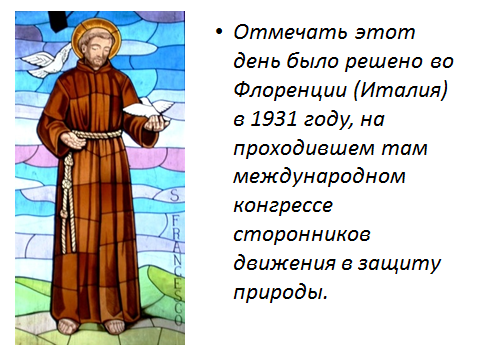 • Отмечать этот
день было решено во
Флоренции (Италия)
в 1931 году, на
проходившем там
международном
конгрессе
сторонников
движения в защиту
природы.
S FRANCESCO